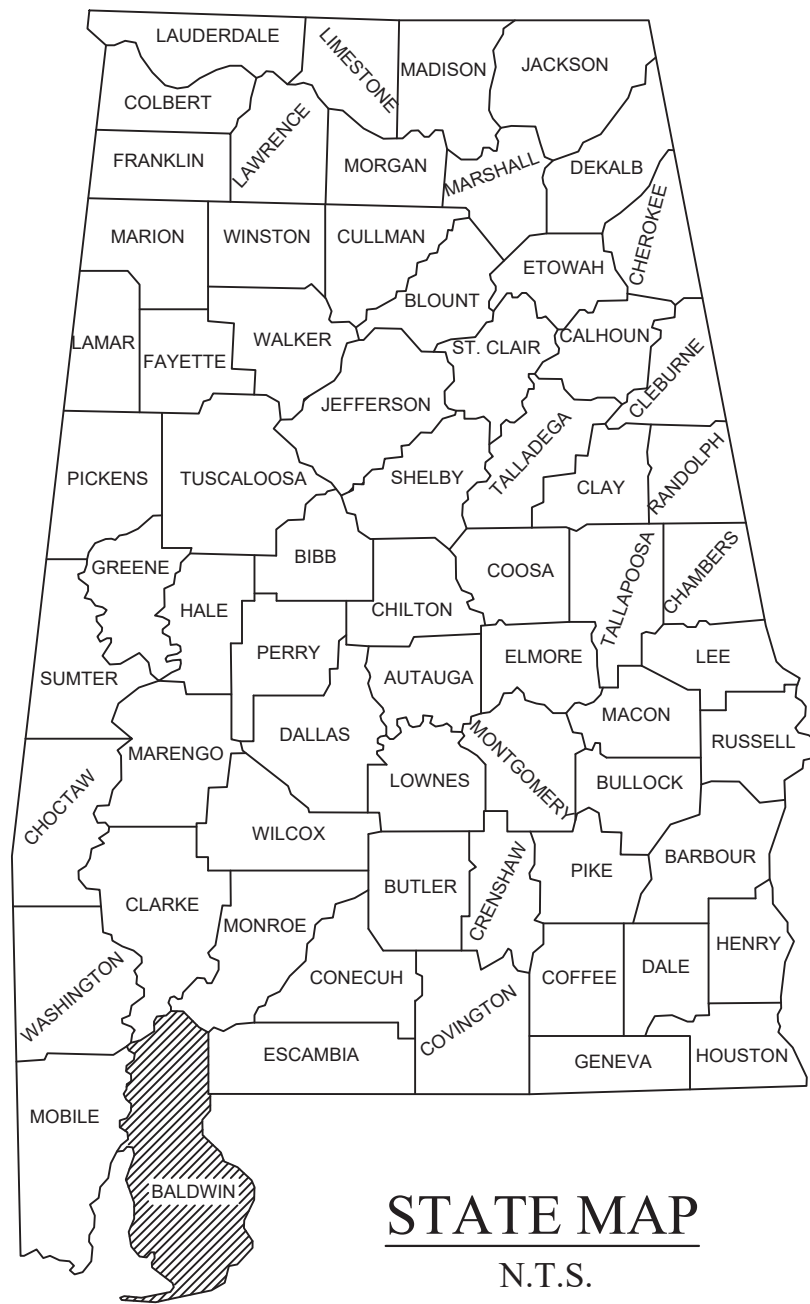 LAUDERDALE
LIMESTONE
MADISON
JACKSON
COLBERT
LAWRENCE
FRANKLIN
MORGAN
MARSHALL
DEKALB
CHEROKEE
MARION
WINSTON
CULLMAN
ETOWAH
BLOUNT
LAMAR
FAYETTE
WALKER
ST. CLAIR
CALHOUN
CLEBURNE
JEFFERSON
PICKENS
TUSCALOOSA
SHELBY
TALLADEGA
CLAY
RANDOLPH
GREENE
BIBB
COOSA
TALLAPOOSA
CHAMBERS
HALE
CHILTON
PERRY
ELMORE
LEE
SUMTER
AUTAUGA
MACON
MARENGO
DALLAS
MONTGOMERY
RUSSELL
CHOCTAW
LOWNES
BULLOCK
WILCOX
BARBOUR
CLARKE
BUTLER
CRENSHAW
PIKE
MONROE
WASHINGTON
CONECUH
COVINGTON
COFFEE
DALE
HENRY
ESCAMBIA
GENEVA
HOUSTON
MOBILE
BALDWIN
STATE MAP
N.T.S.